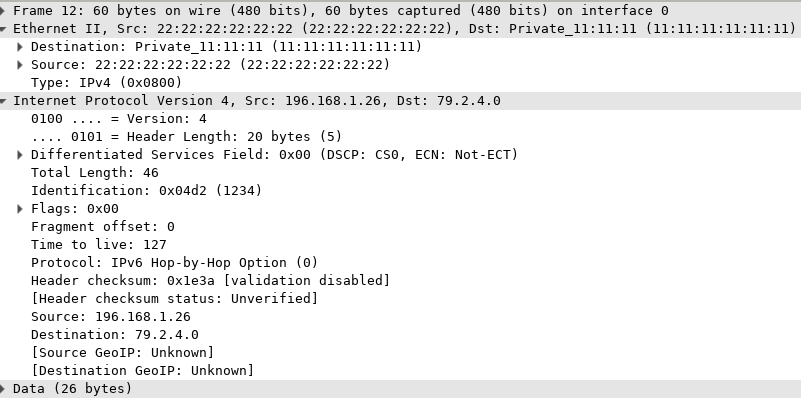 Frame 12: 60 bytes on wire (480 bits), 60 bytes captured (480 bits) on interface 0
Ethernet II, Src: 22:22:22:22:22:22 (22:22:22:22:22:22), Dst: Private_11:11:11 (11:11:11:11:11:11)
Destination: Private_11:11:11 (11:11:11:11:11:11)
Source: 22:22:22:22:22:22 (22:22:22:22:22:22)
Type: IPv4 (0x0800)
Internet Protocol Version 4, Src: 196.168.1.26, Dst: 79.2.4.0
0100 .... = Version: 4
.... 0101 = Header Length: 20 bytes (5)
Differentiated Services Field: 0x00 (DSCP: CS0, ECN: Not-ECT)
Total Length: 46
Identification: 0x04d2 (1234)
Flags: 0x00
Fragment offset: 0
Time to live: 127
Protocol: IPv6 Hop-by-Hop Option (0)
Header checksum: 0x1e3a [validation disabled]
[Header checksum status: Unverified]
Source: 196.168.1.26
Destination: 79.2.4.0
[Source GeoIP: Unknown]
[Destination GeoIP: Unknown]
Data (26 bytes)